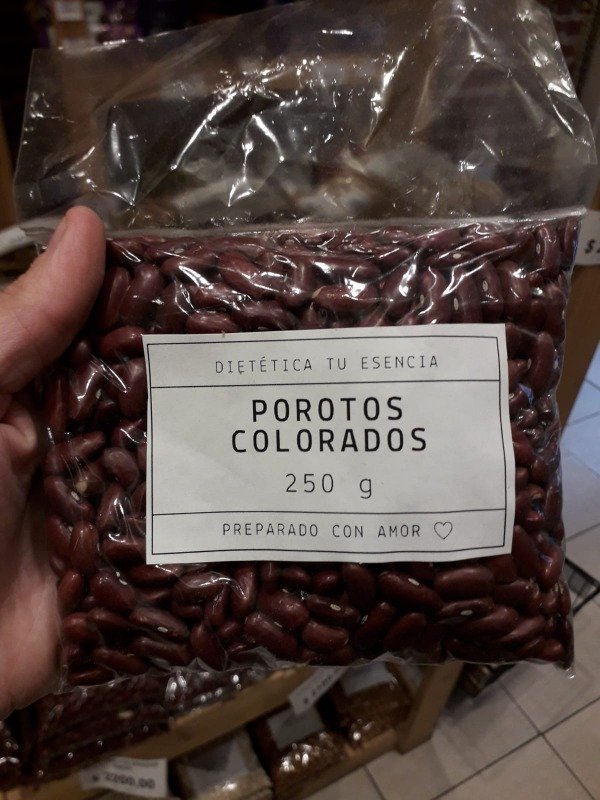 DIETÉTICA TU ESENCIA
POROTOS
COLORADOS
250 g
PREPARADO CON AMOR ♡